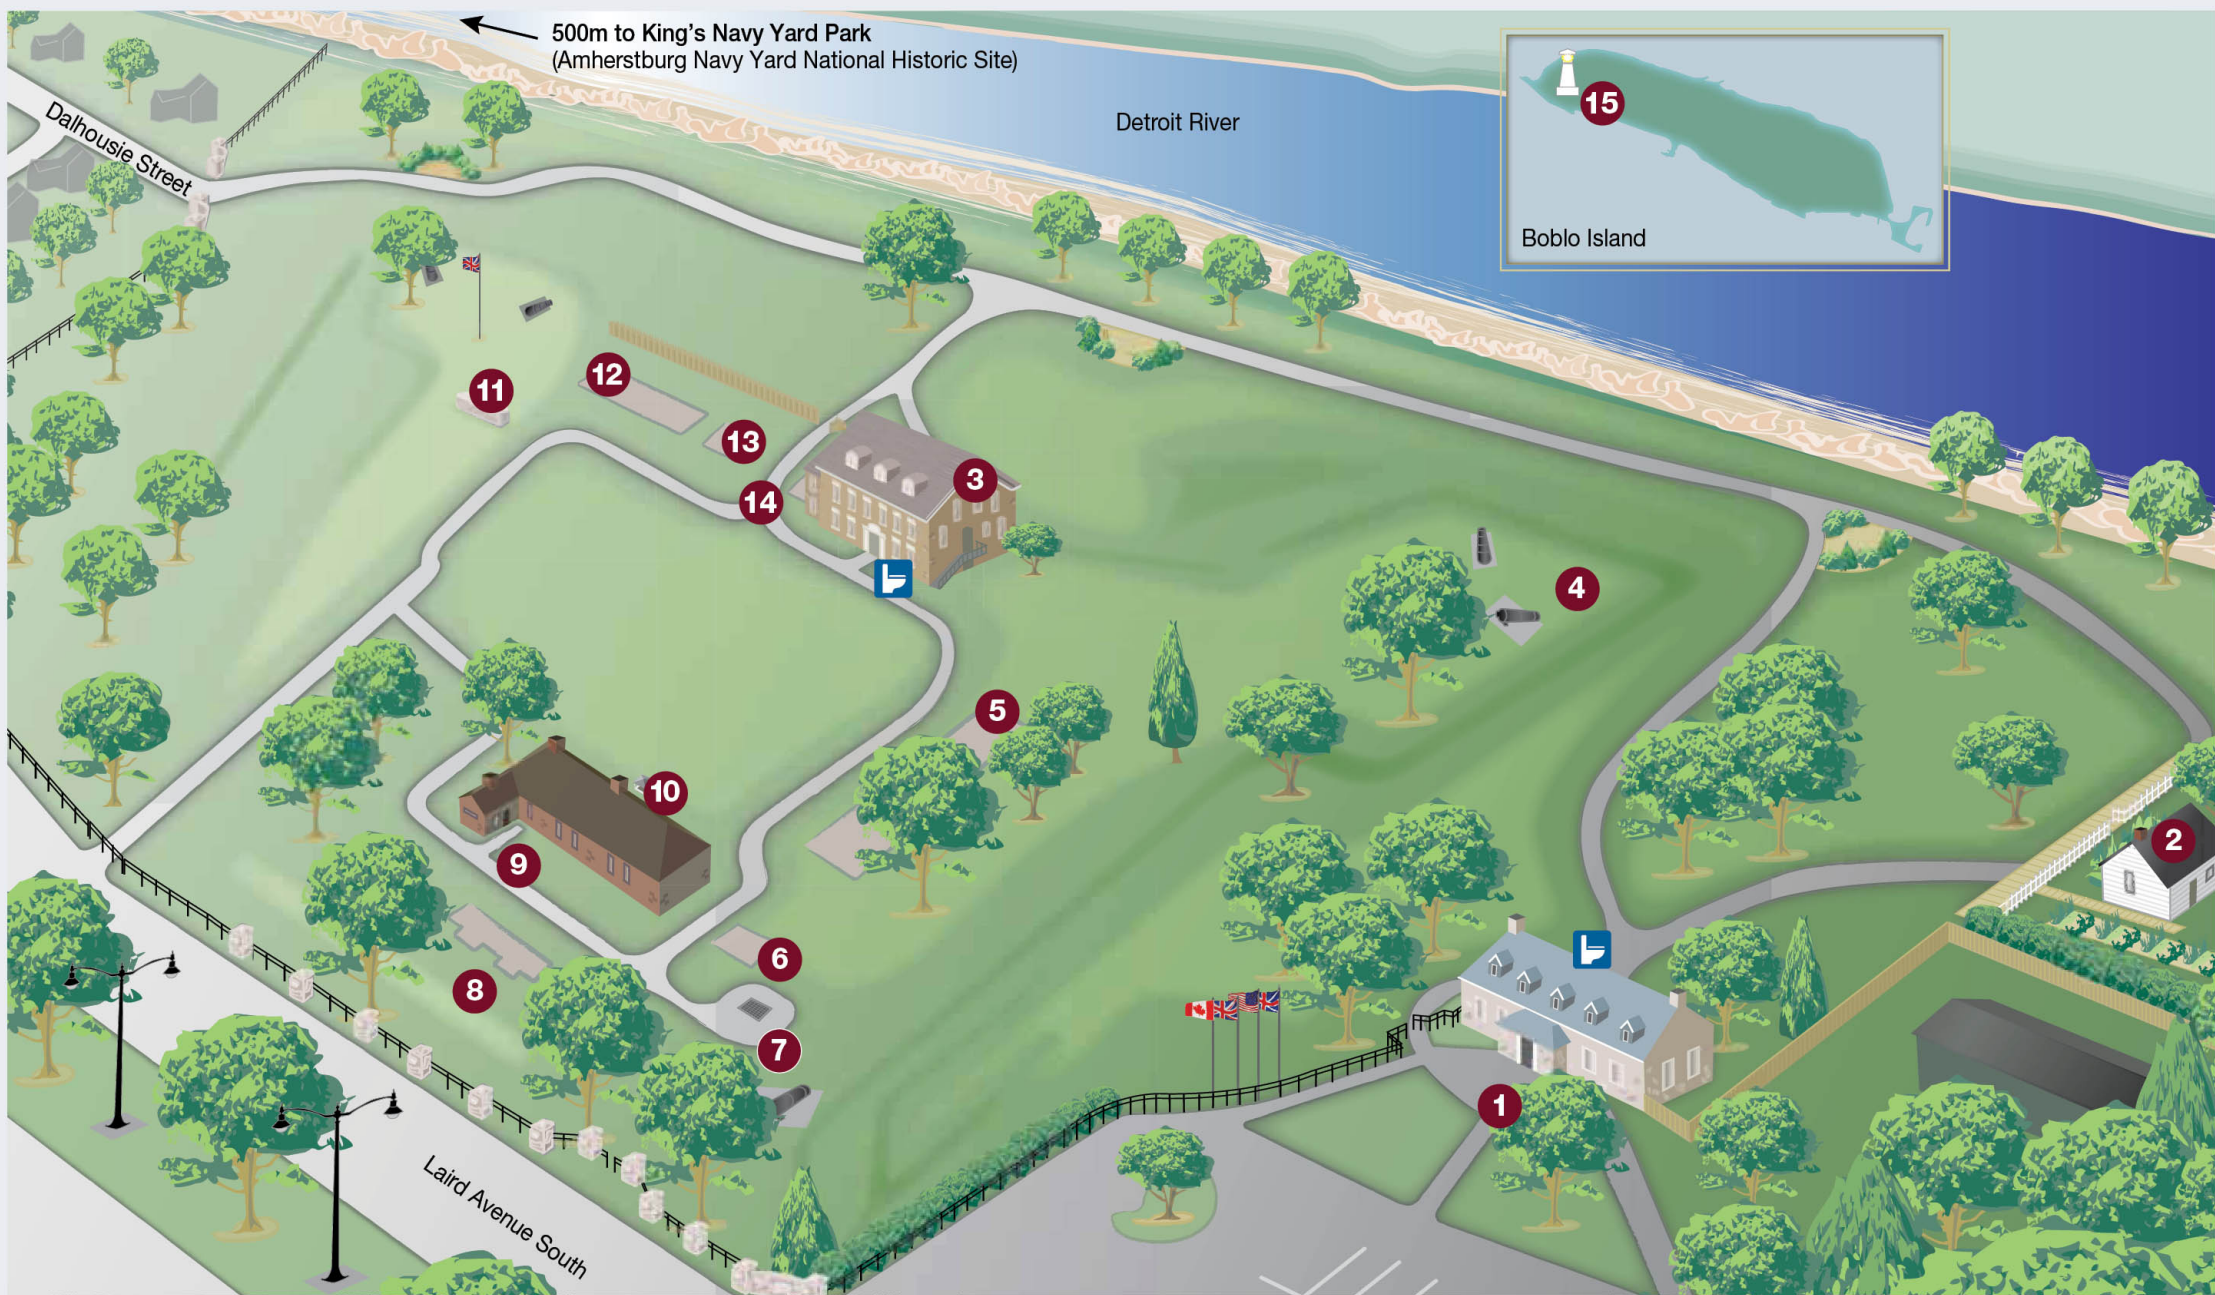 500m to King's Navy Yard Park
(Amherstburg Navy Yard National Historic Site)
Detroit River
15
Boblo Island
Dalhousie Street
11
12
13
14
3
4
5
10
9
2
6
8
7
1
Laird Avenue South